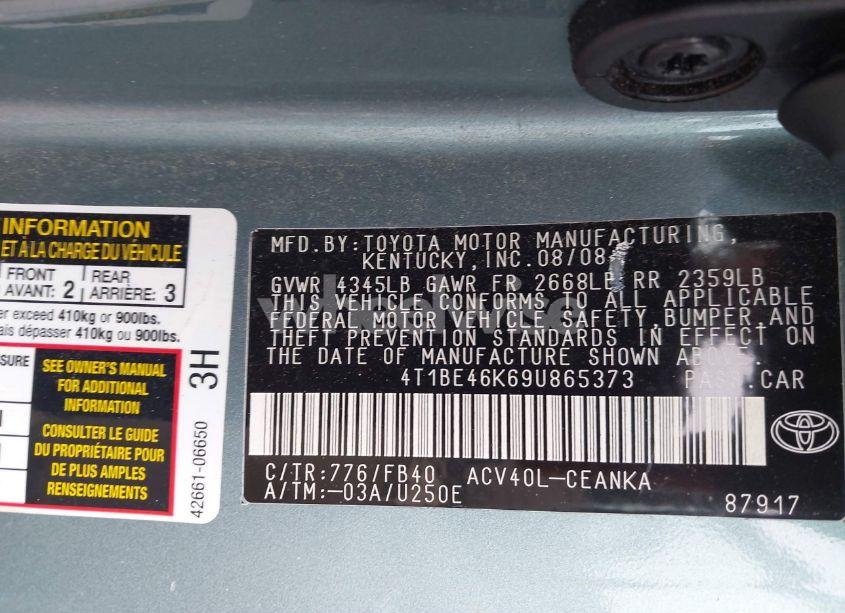 INFORMATION
ET À LA CHARGE DU VÉHICULE
FRONT
AVANT: 2
REAR
ARRIÈRE: 3
er exceed 410kg or 900lbs.
ais dépasser 410kg ou 900lbs.
SURE
SEE OWNER'S MANUAL
FOR ADDITIONAL
INFORMATION
CONSULTER LE GUIDE
DU PROPRIÉTAIRE POUR
DE PLUS AMPLES
RENSEIGNEMENTS
3H
42661-06650
MFD. BY: TOYOTA MOTOR MANUFACTURING,
KENTUCKY, INC. 08/08
GVWR 4345LB GAWR FR 2668LB RR 2359LB
THIS VEHICLE CONFORMS TO ALL APPLICABLE
FEDERAL MOTOR VEHICLE SAFETY, BUMPER, AND
THEFT PREVENTION STANDARDS IN EFFECT ON
THE DATE OF MANUFACTURE SHOWN ABOVE.
4T1BE46K69U865373 PASS. CAR
C/TR: 776/FB40 ACV40L-CEANKA
A/TM: -03A/U250E
87917